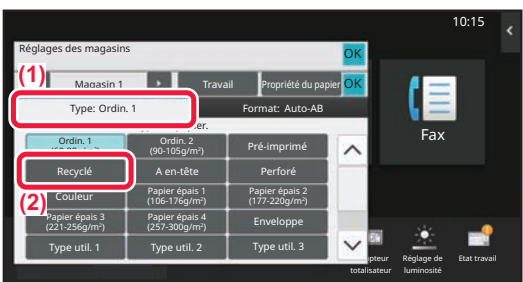 10:15
Réglages des magasins
OK
(1)
Magasin 1
Travail
Propriété du papier
OK
Type: Ordin. 1
Format: Auto-AB
Fax
Ordin. 1
Ordin. 2
(90-105g/m²)
Pré-imprimé
Recyclé
A en-tête
Perforé
(2)
Couleur
Papier épais 1
(106-176g/m²)
Papier épais 2
(177-220g/m²)
Papier épais 3
(221-256g/m²)
Papier épais 4
(257-300g/m²)
Enveloppe
Type util. 1
Type util. 2
Type util. 3
totalisateur
Réglage de
luminosité
Etat travail